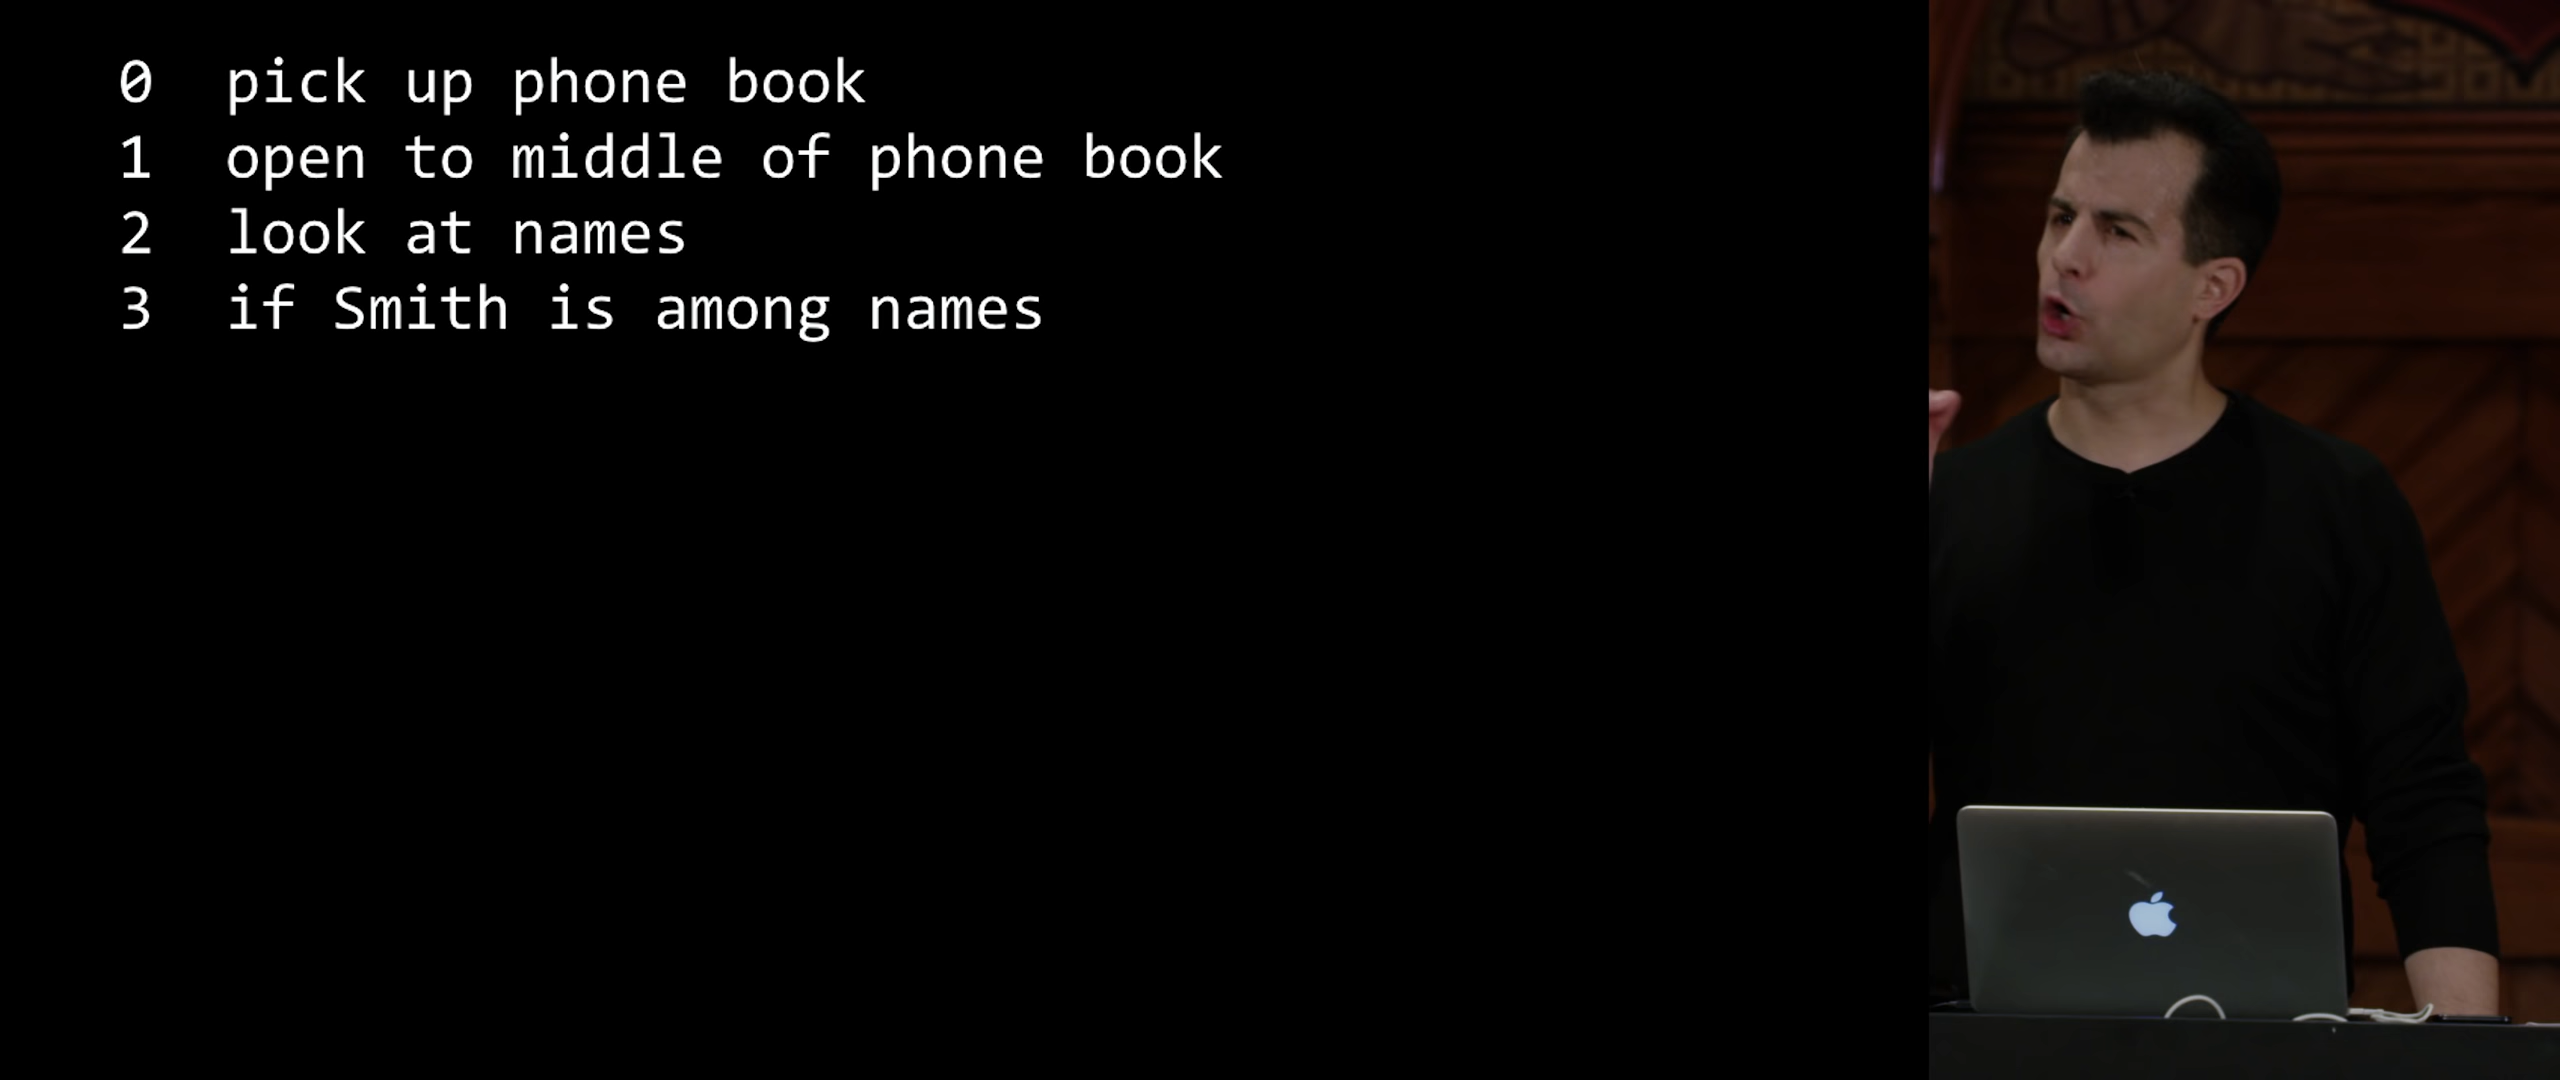 0 pick up phone book
1 open to middle of phone book
2 look at names
3 if Smith is among names